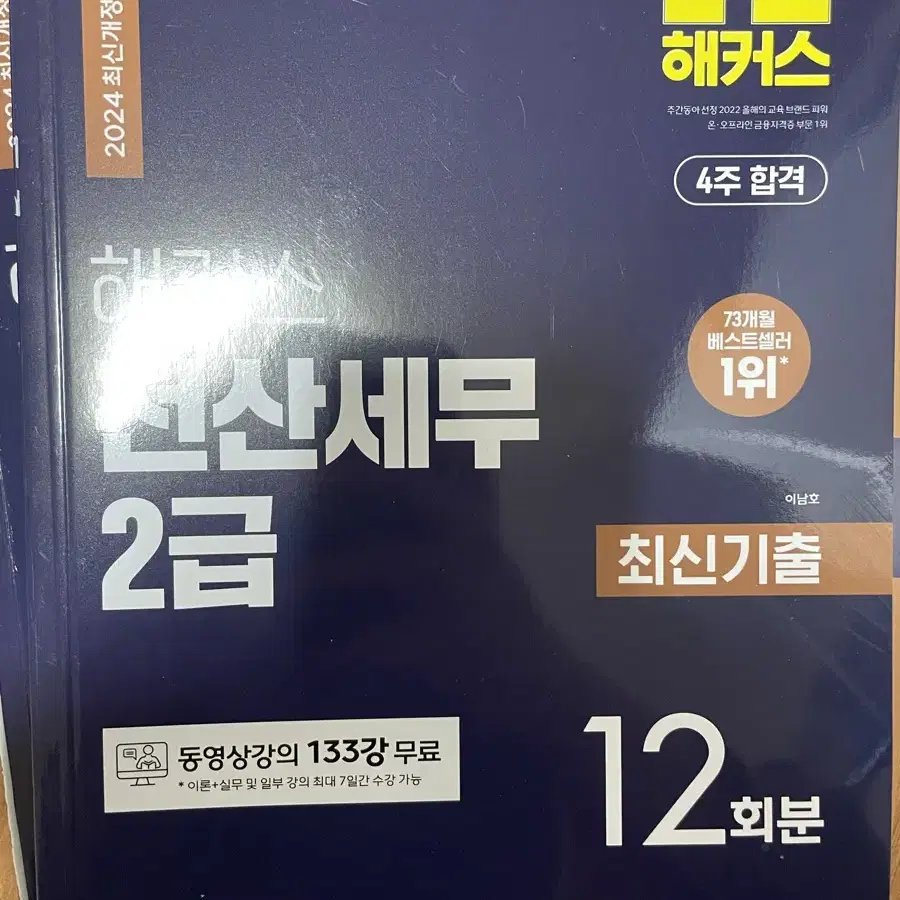 2024 최신개정
해커스
주간동아 선정 2022 올해의 교육 브랜드 파워
온·오프라인 금융자격증 부문 1위
4주 합격
해커스
73개월
베스트셀러
1위*
전산세무
2급
이남호
최신기출
동영상강의 133강 무료
* 이론+실무 및 일부 강의 최대 7일간 수강 가능
12회분